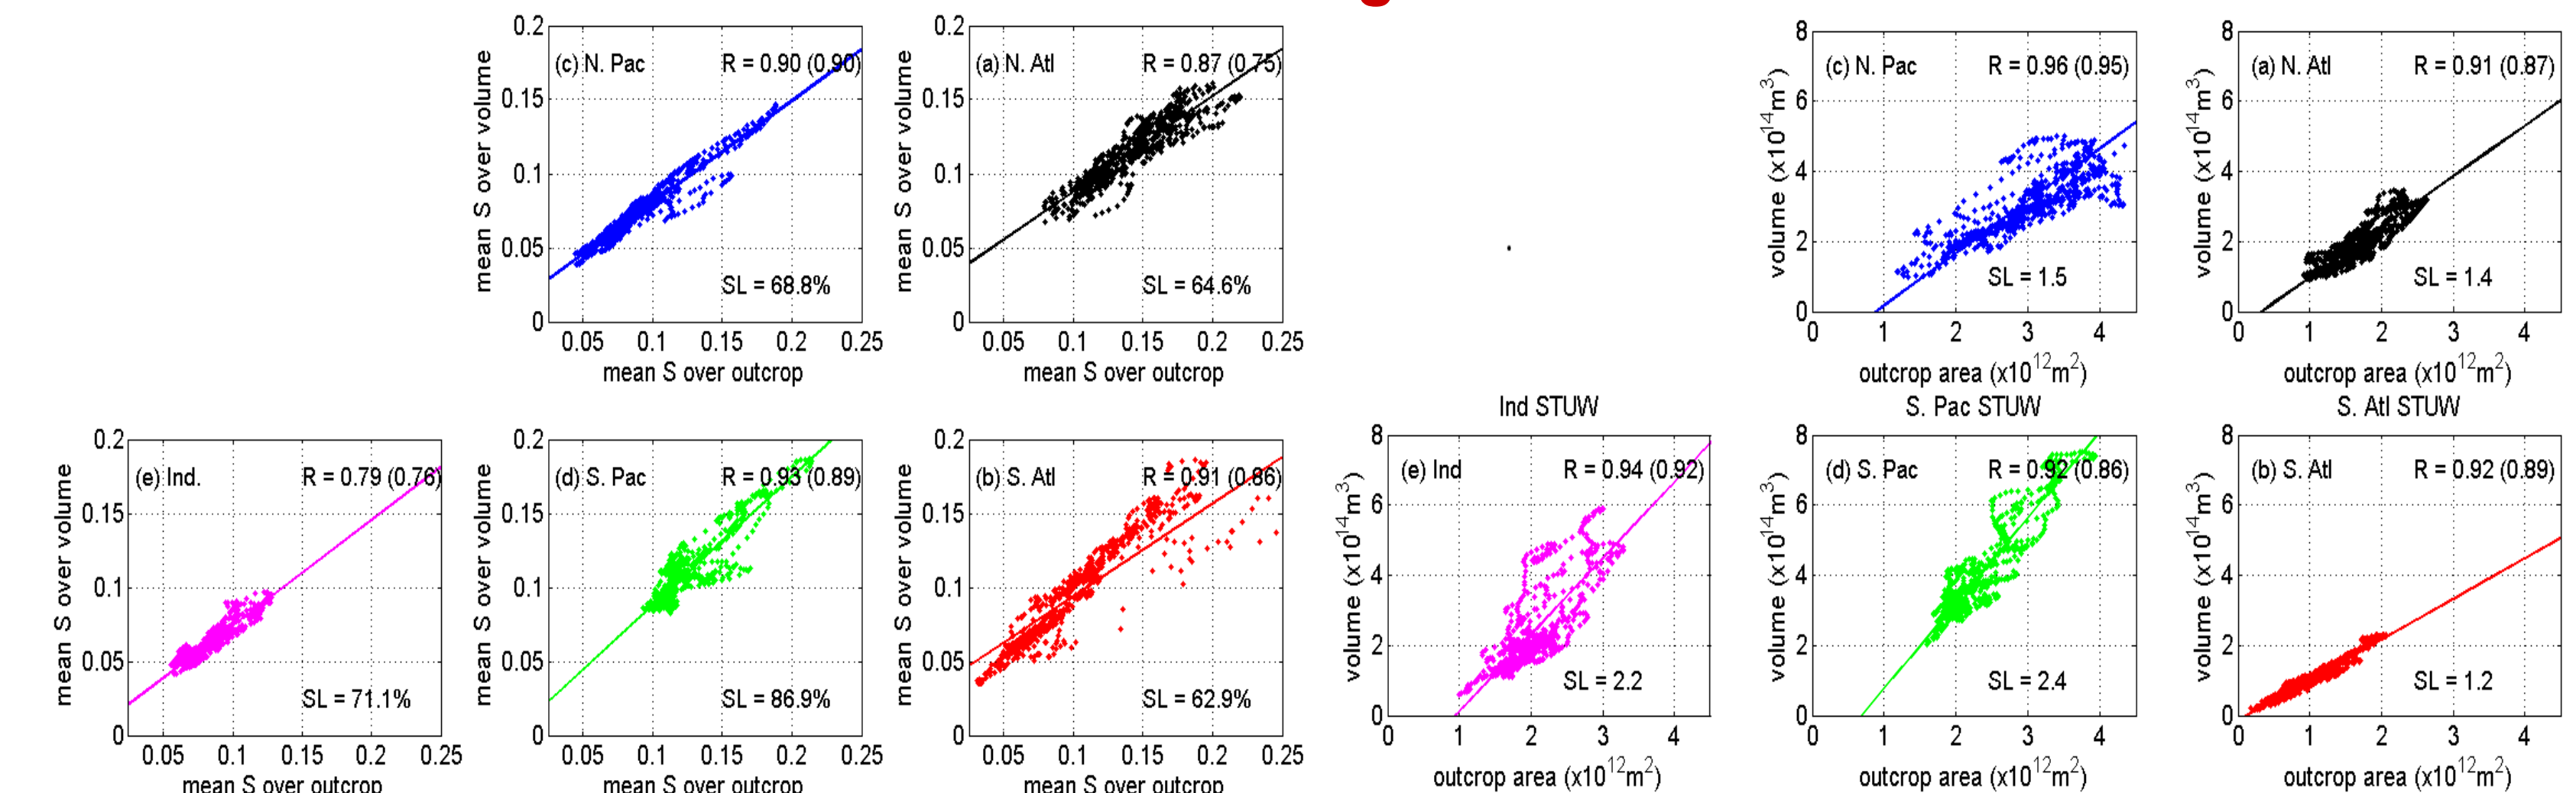 (c) N. Pac
R = 0.90 (0.90)
SL = 68.8%
mean S over volume
0.2
0.15
0.1
0.05
0
0.05 0.1 0.15 0.2 0.25
mean S over outcrop
(a) N. Atl
R = 0.87 (0.75)
SL = 64.6%
mean S over volume
0.2
0.15
0.1
0.05
0
0.05 0.1 0.15 0.2 0.25
mean S over outcrop
(c) N. Pac
R = 0.96 (0.95)
SL = 1.5
volume (x10^14m^3)
8
6
4
2
0
0 1 2 3 4
outcrop area (x10^12m^2)
(a) N. Atl
R = 0.91 (0.87)
SL = 1.4
volume (x10^14m^3)
8
6
4
2
0
0 1 2 3 4
outcrop area (x10^12m^2)
(e) Ind.
R = 0.79 (0.76)
SL = 71.1%
mean S over volume
0.2
0.15
0.1
0.05
0
0.05 0.1 0.15 0.2 0.25
mean S over outcrop
(d) S. Pac
R = 0.93 (0.89)
SL = 86.9%
mean S over volume
0.2
0.15
0.1
0.05
0
0.05 0.1 0.15 0.2 0.25
mean S over outcrop
(b) S. Atl
R = 0.91 (0.86)
SL = 62.9%
mean S over volume
0.2
0.15
0.1
0.05
0
0.05 0.1 0.15 0.2 0.25
mean S over outcrop
Ind STUW
(e) Ind
R = 0.94 (0.92)
SL = 2.2
volume (x10^14m^3)
8
6
4
2
0
0 1 2 3 4
outcrop area (x10^12m^2)
S. Pac STUW
(d) S. Pac
R = 0.92 (0.86)
SL = 2.4
volume (x10^14m^3)
8
6
4
2
0
0 1 2 3 4
outcrop area (x10^12m^2)
S. Atl STUW
(b) S. Atl
R = 0.92 (0.89)
SL = 1.2
volume (x10^14m^3)
8
6
4
2
0
0 1 2 3 4
outcrop area (x10^12m^2)